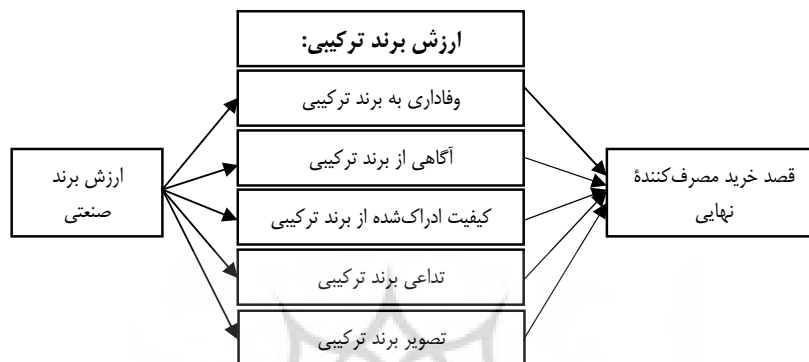 ارزش برند ترکیبی:
وفاداری به برند ترکیبی
آگاهی از برند ترکیبی
کیفیت ادراک‌شده از برند ترکیبی
تداعی برند ترکیبی
تصویر برند ترکیبی
ارزش برند
صنعتی
قصد خرید مصرف‌کنندۀ
نهایی